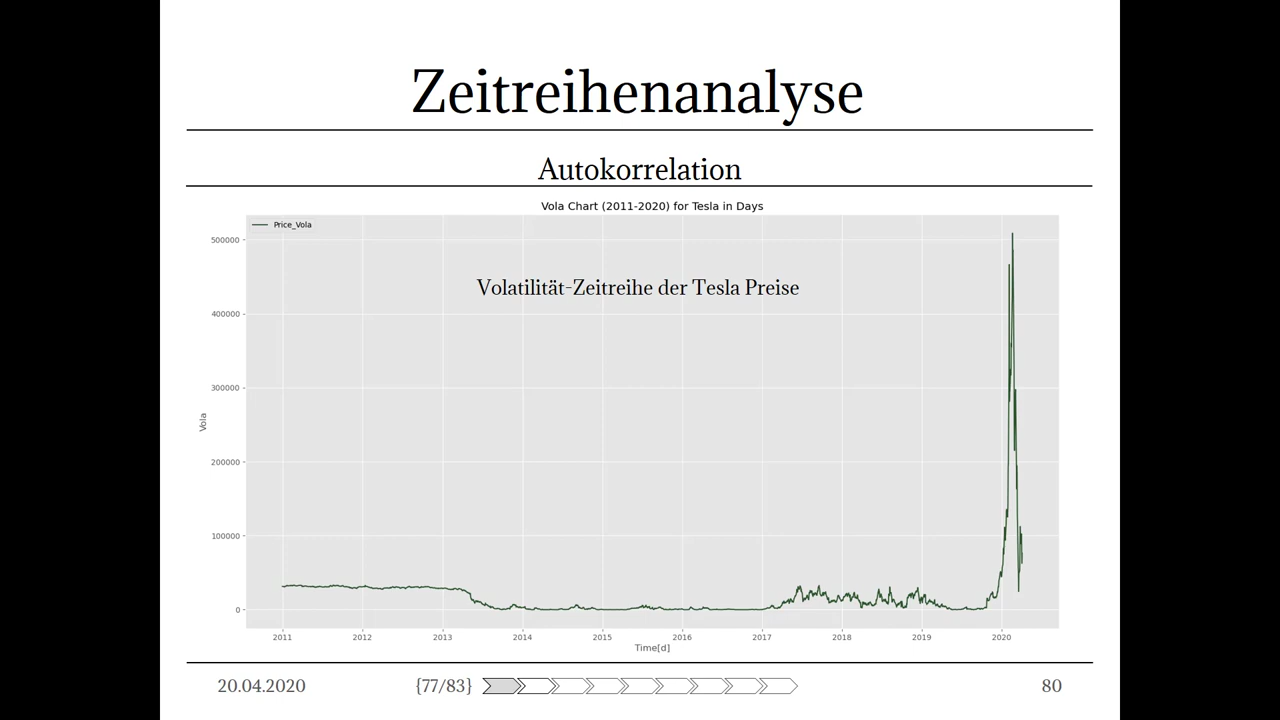 Zeitreihenanalyse
Autokorrelation
Vola Chart (2011-2020) for Tesla in Days
Price_Vola
Volatilität-Zeitreihe der Tesla Preise
500000
400000
300000
200000
100000
0
Vola
2011 2012 2013 2014 2015 2016 2017 2018 2019 2020
Time[d]
20.04.2020 {77/83} 80